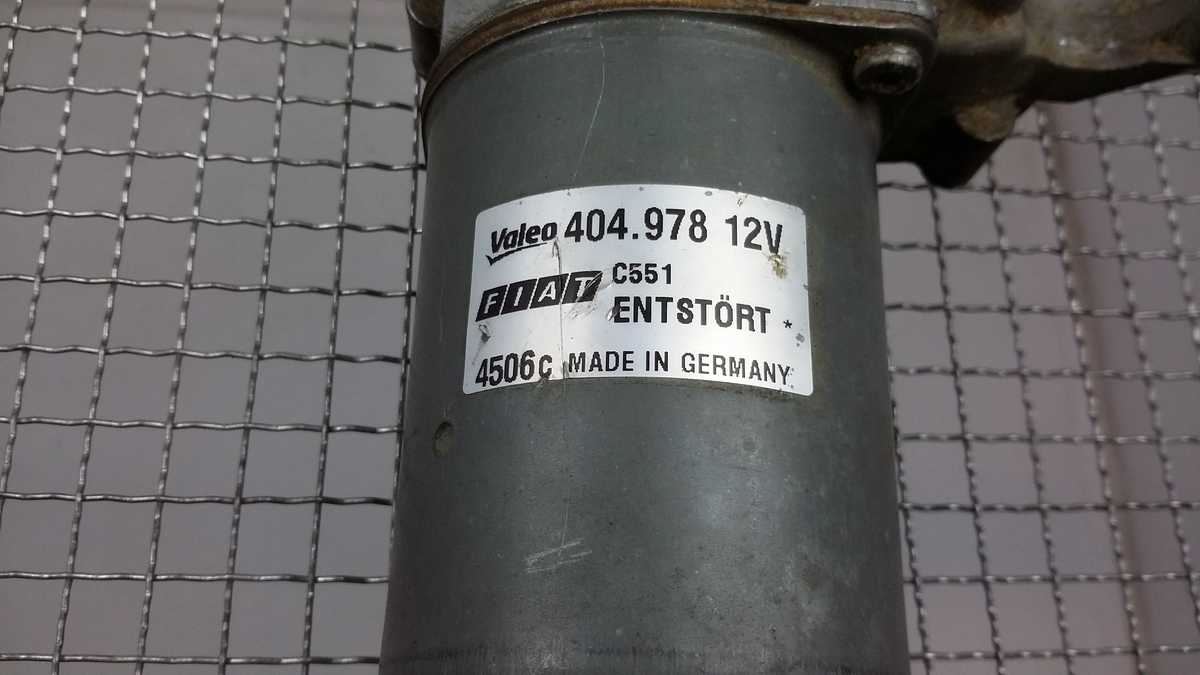 Valeo 404.978 12V
FIAT C551
ENTSTÖRT *
4506c MADE IN GERMANY